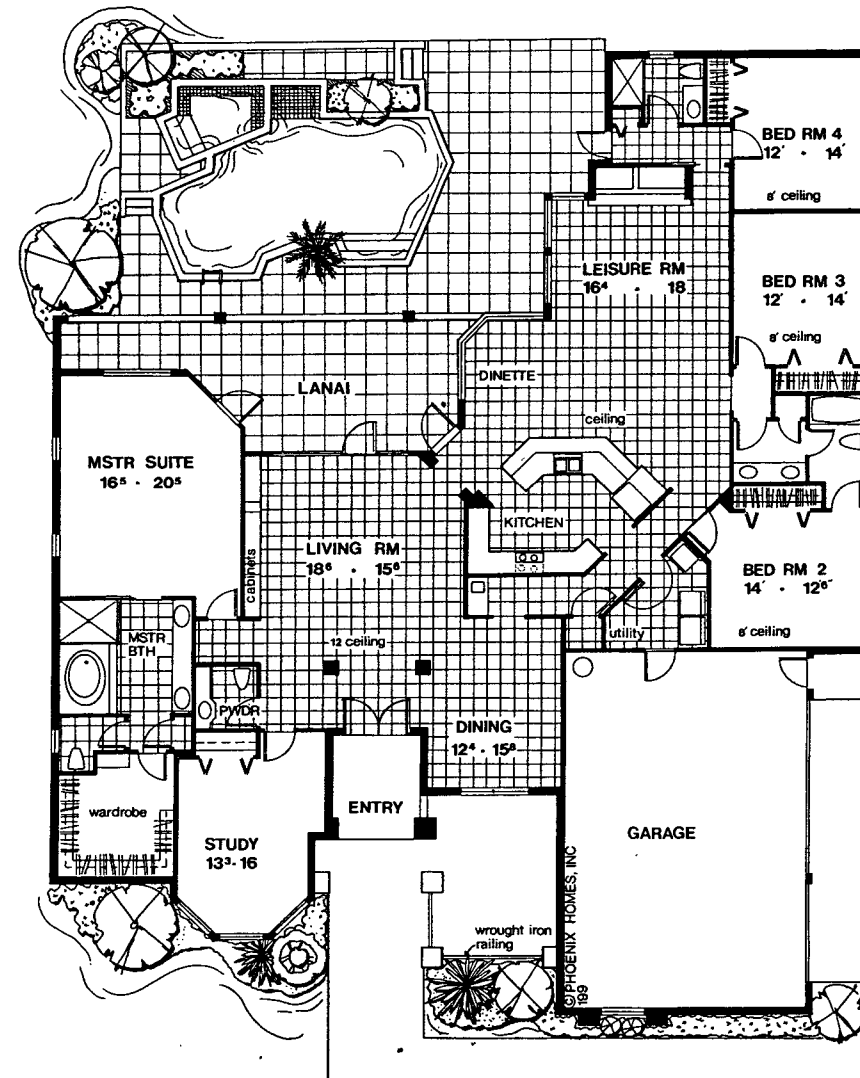 BED RM 4
12' · 14'
8' ceiling
LEISURE RM
16⁴ · 18
BED RM 3
12' · 14'
8' ceiling
DINETTE
LANAI
ceiling
MSTR SUITE
16⁵ · 20⁵
KITCHEN
LIVING RM
18⁶ · 15⁶
cabinets
BED RM 2
14' · 12'6"
8' ceiling
utility
MSTR
BTH
12 ceiling
PWDR
DINING
12⁴ · 15⁸
ENTRY
wardrobe
STUDY
13³ · 16
GARAGE
wrought iron
railing
©PHOENIX HOMES, INC
199